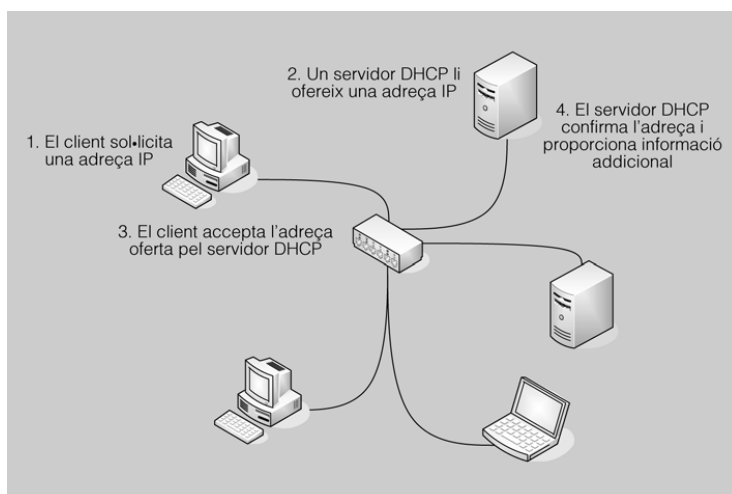 1. El client sol•licita
una adreça IP
2. Un servidor DHCP li
ofereix una adreça IP
3. El client accepta l'adreça
oferta pel servidor DHCP
4. El servidor DHCP
confirma l'adreça i
proporciona informació
addicional